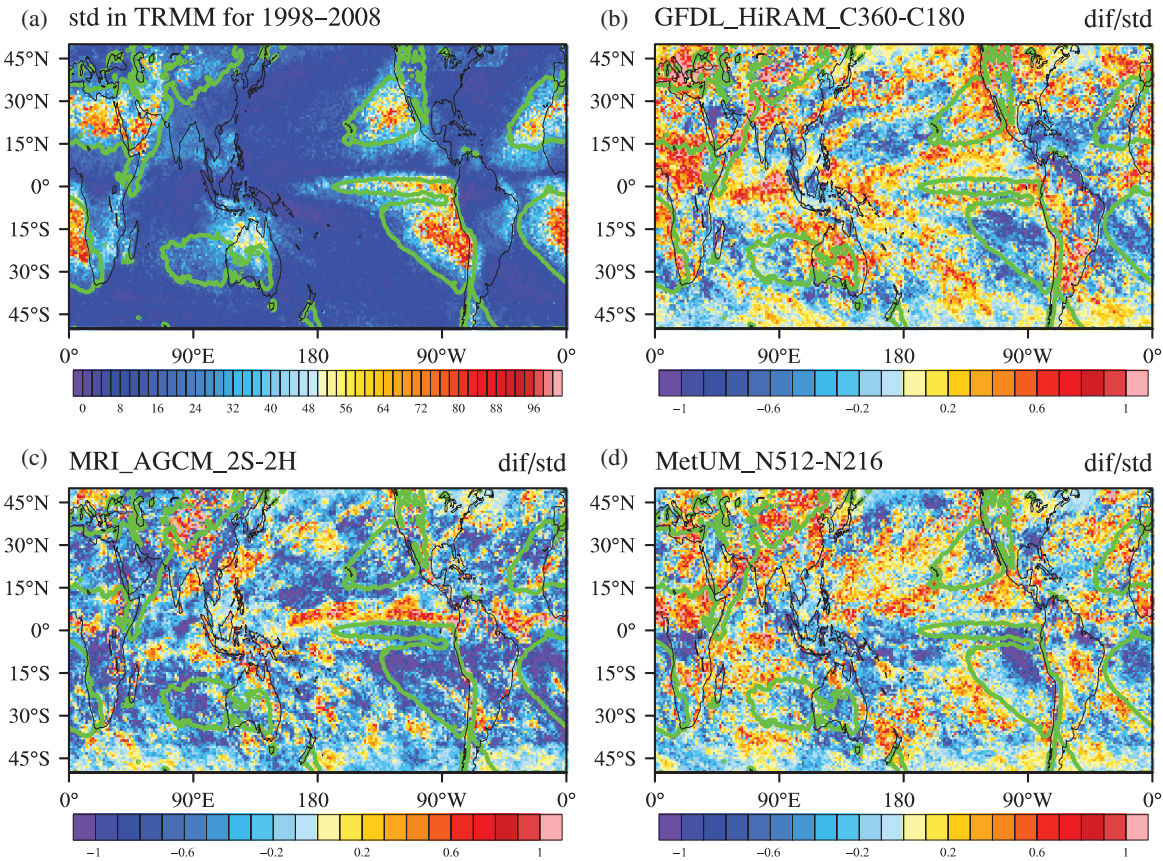 (a) std in TRMM for 1998–2008
45°N
30°N
15°N
0°
15°S
30°S
45°S
0° 90°E 180 90°W 0°
0 8 16 24 32 40 48 56 64 72 80 88 96
(b) GFDL_HiRAM_C360-C180 dif/std
45°N
30°N
15°N
0°
15°S
30°S
45°S
0° 90°E 180 90°W 0°
−1 −0.6 −0.2 0.2 0.6 1
(c) MRI_AGCM_2S-2H dif/std
45°N
30°N
15°N
0°
15°S
30°S
45°S
0° 90°E 180 90°W 0°
−1 −0.6 −0.2 0.2 0.6 1
(d) MetUM_N512-N216 dif/std
45°N
30°N
15°N
0°
15°S
30°S
45°S
0° 90°E 180 90°W 0°
−1 −0.6 −0.2 0.2 0.6 1